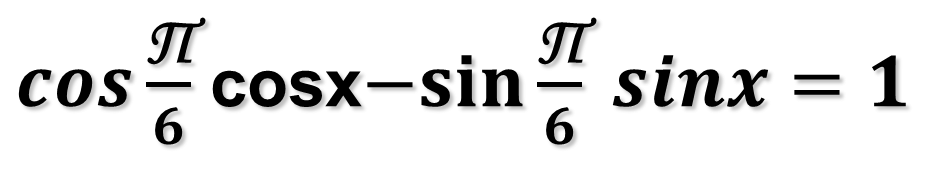 cos π/6 cosx−sin π/6 sinx = 1